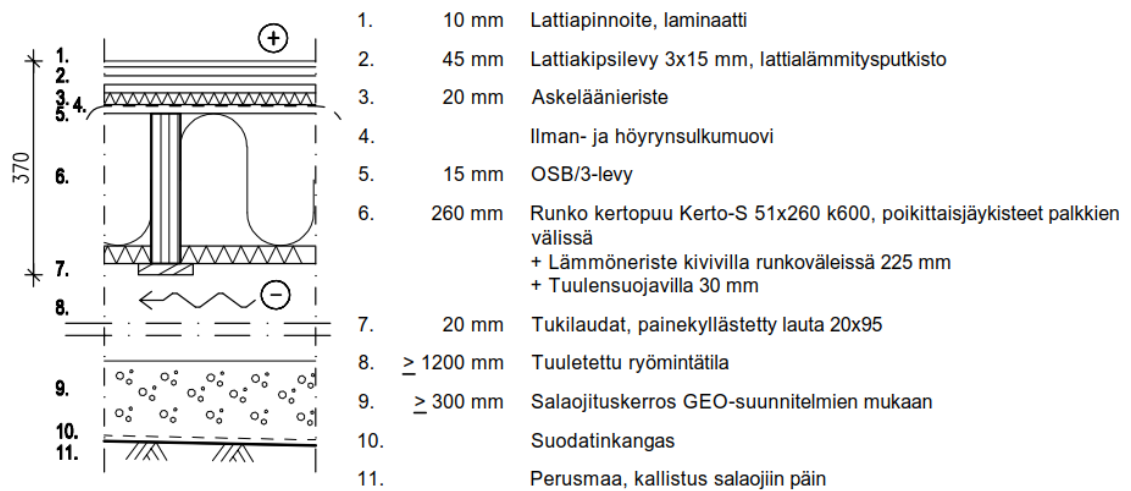 1.
2.
3. 4.
5.
6.
7.
8.
9.
10.
11.
370
+
−
1. 10 mm Lattiapinnoite, laminaatti
2. 45 mm Lattiakipsilevy 3x15 mm, lattialämmitysputkisto
3. 20 mm Askeläänieriste
4. Ilman- ja höyrynsulkumuovi
5. 15 mm OSB/3-levy
6. 260 mm Runko kertopuu Kerto-S 51x260 k600, poikittaisjäykisteet palkkien
välissä
+ Lämmöneriste kivivilla runkoväleissä 225 mm
+ Tuulensuojavilla 30 mm
7. 20 mm Tukilaudat, painekyllästetty lauta 20x95
8. ≥ 1200 mm Tuuletettu ryömintätila
9. ≥ 300 mm Salaojituskerros GEO-suunnitelmien mukaan
10. Suodatinkangas
11. Perusmaa, kallistus salaojiin päin